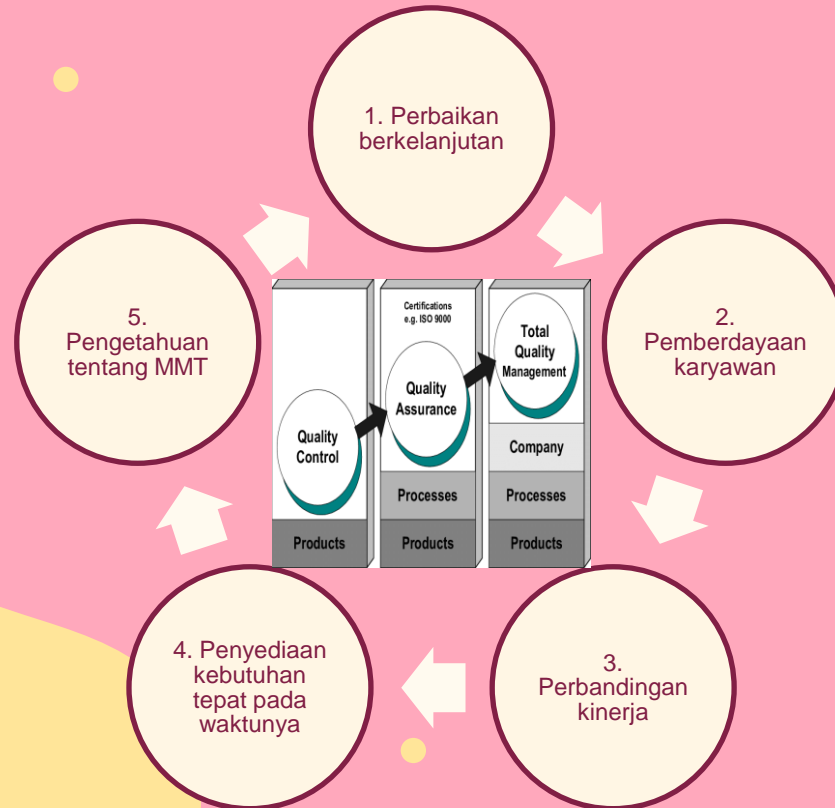 1. Perbaikan
berkelanjutan
2.
Pemberdayaan
karyawan
3.
Perbandingan
kinerja
4. Penyediaan
kebutuhan
tepat pada
waktunya
5.
Pengetahuan
tentang MMT
Quality
Control
Products
Certifications
e.g. ISO 9000
Quality
Assurance
Processes
Products
Total
Quality
Management
Company
Processes
Products